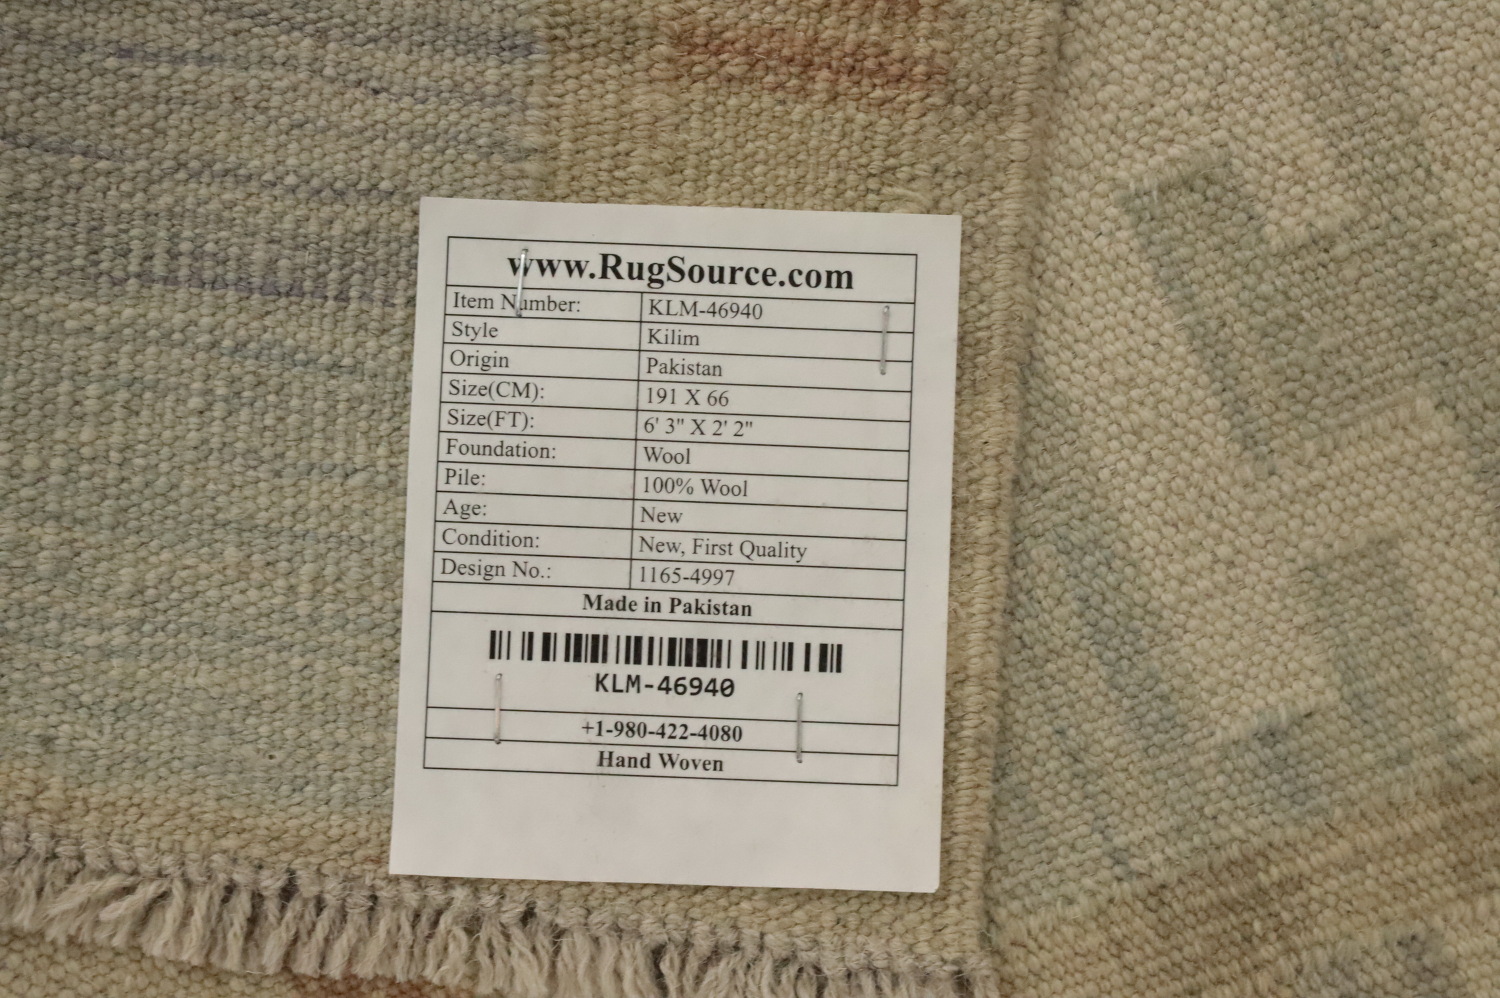 www.RugSource.com
Item Number: KLM-46940
Style Kilim
Origin Pakistan
Size(CM): 191 X 66
Size(FT): 6' 3" X 2' 2"
Foundation: Wool
Pile: 100% Wool
Age: New
Condition: New, First Quality
Design No.: 1165-4997
Made in Pakistan
KLM-46940
+1-980-422-4080
Hand Woven